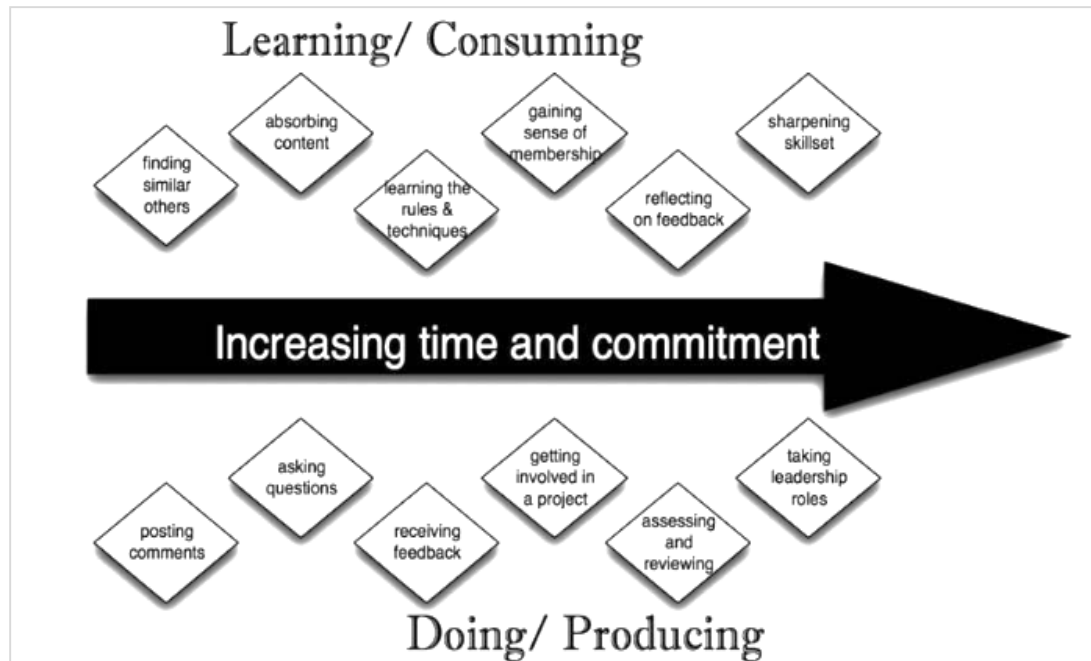 Learning/ Consuming
finding
similar
others
absorbing
content
learning the
rules &
techniques
gaining
sense of
membership
reflecting
on feedback
sharpening
skillset
Increasing time and commitment
posting
comments
asking
questions
receiving
feedback
getting
involved in
a project
assessing
and
reviewing
taking
leadership
roles
Doing/ Producing